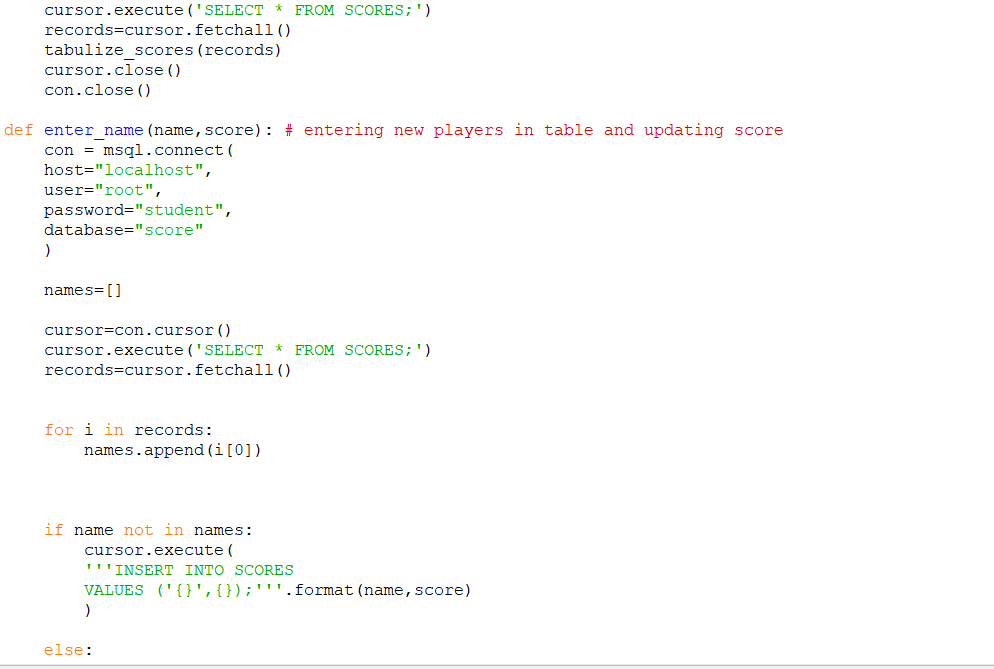 cursor.execute('SELECT * FROM SCORES;')
    records=cursor.fetchall()
    tabulize_scores(records)
    cursor.close()
    con.close()

def enter_name(name,score): # entering new players in table and updating score
    con = msql.connect(
    host="localhost",
    user="root",
    password="student",
    database="score"
    )

    names=[]

    cursor=con.cursor()
    cursor.execute('SELECT * FROM SCORES;')
    records=cursor.fetchall()


    for i in records:
        names.append(i[0])



    if name not in names:
        cursor.execute(
        '''INSERT INTO SCORES
        VALUES ('{}',{});'''.format(name,score)
        )

    else: